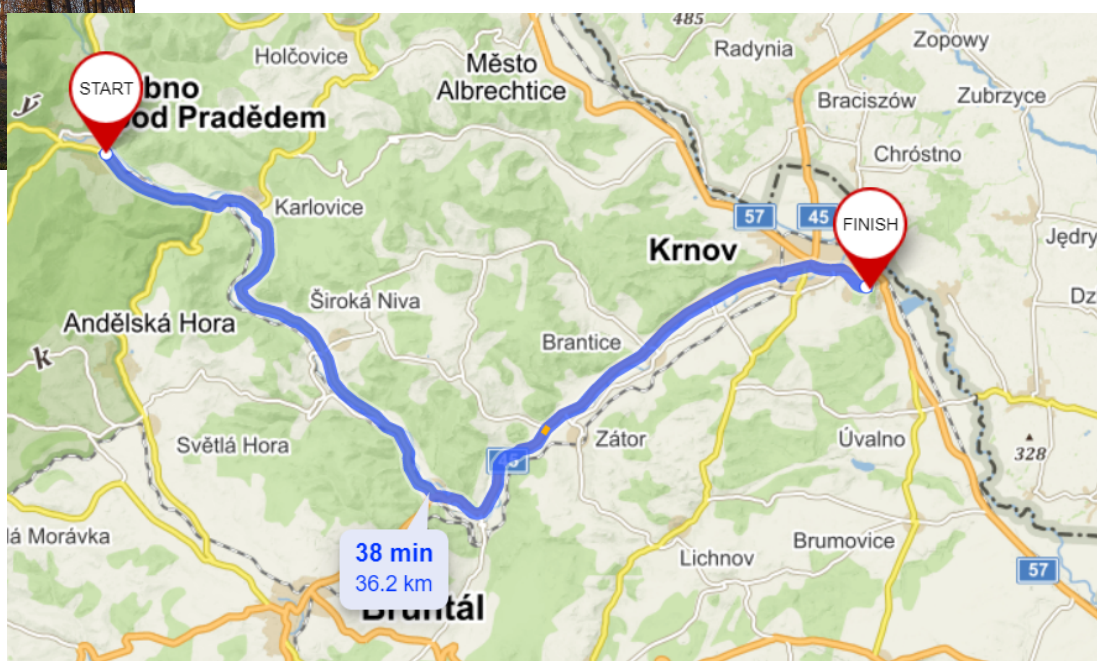 485
Zopowy
Radynia
Holčovice
Město
Albrechtice
START
bno
od Pradědem
ý
Braciszów
Zubrzyce
Chróstno
Karlovice
57
45
FINISH
Jędry
Krnov
Široká Niva
Dz
Andělská Hora
Brantice
k
Světlá Hora
Zátor
Úvalno
328
lá Morávka
38 min
36.2 km
Brumovice
Lichnov
57
Bruntál